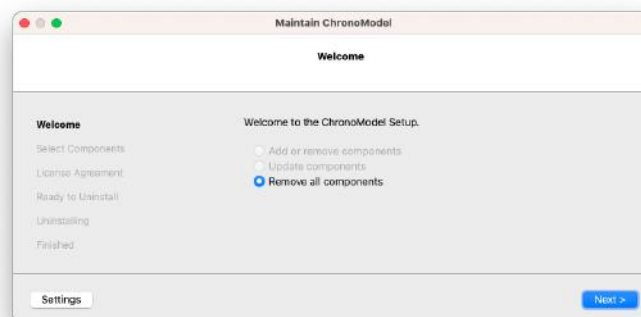 Maintain ChronoModel
Welcome
Welcome
Welcome to the ChronoModel Setup.
Select Components
Add or remove components
Update components
License Agreement
Remove all components
Ready to Uninstall
Uninstalling
Finished
Settings
Next >